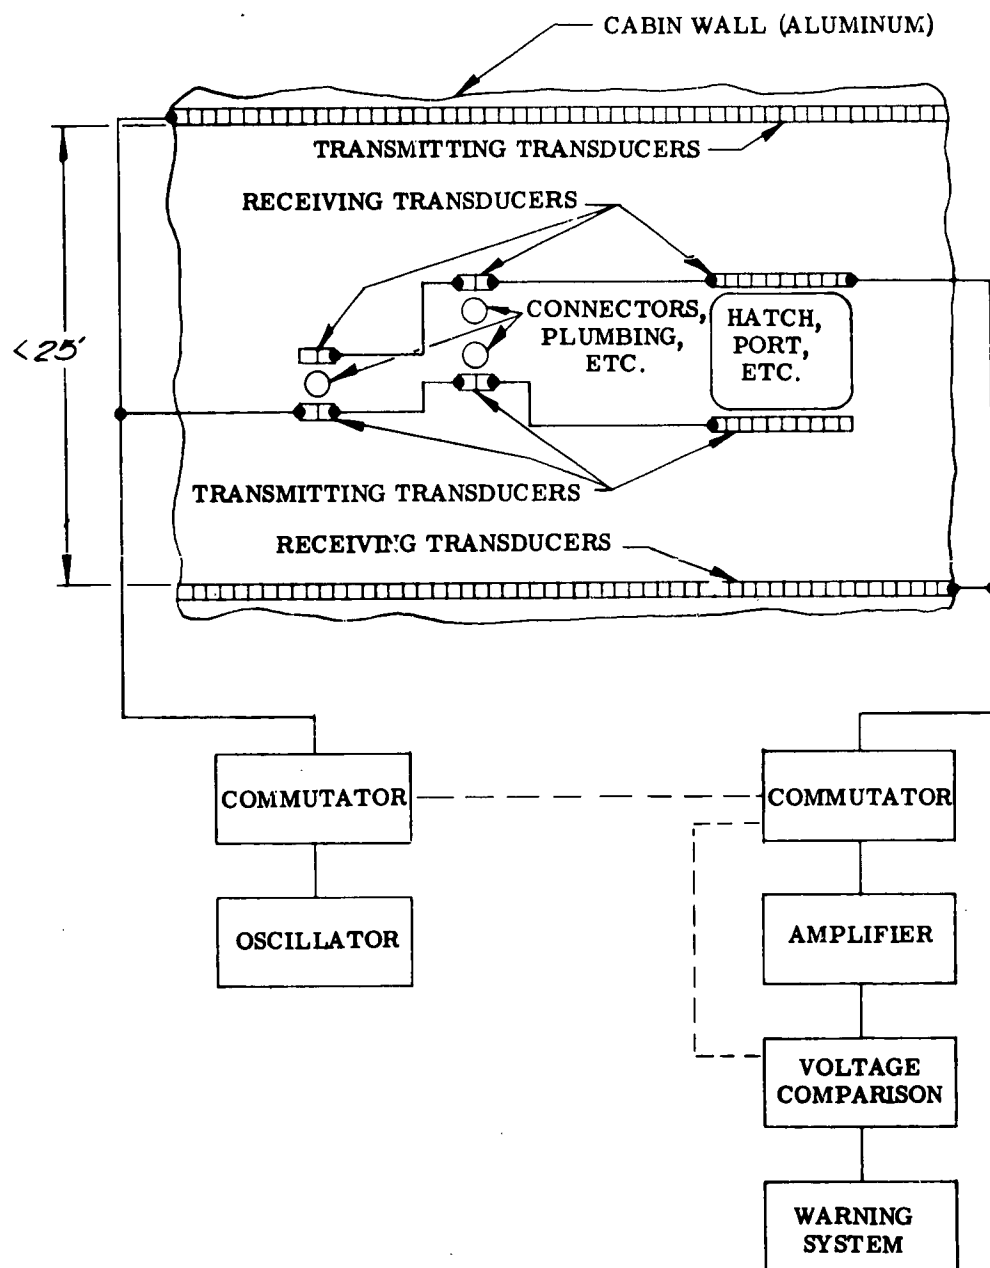 CABIN WALL (ALUMINUM)
TRANSMITTING TRANSDUCERS
RECEIVING TRANSDUCERS
CONNECTORS,
PLUMBING,
ETC.
HATCH,
PORT,
ETC.
<25'
TRANSMITTING TRANSDUCERS
RECEIVING TRANSDUCERS
COMMUTATOR
COMMUTATOR
OSCILLATOR
AMPLIFIER
VOLTAGE
COMPARISON
WARNING
SYSTEM